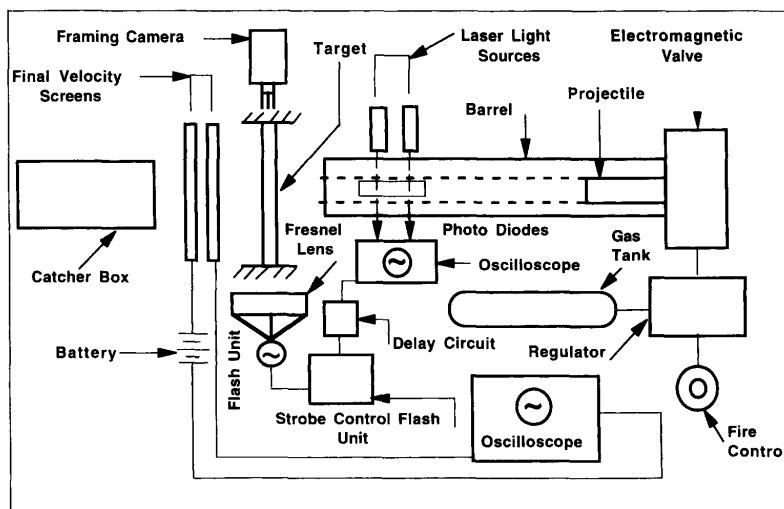 Framing Camera
Target
Laser Light
Sources
Electromagnetic
Valve
Final Velocity
Screens
Projectile
Barrel
Fresnel
Lens
Photo Diodes
Gas
Tank
Catcher Box
Oscilloscope
Flash Unit
Battery
Delay Circuit
Regulator
Strobe Control Flash
Unit
Oscilloscope
Fire
Contro